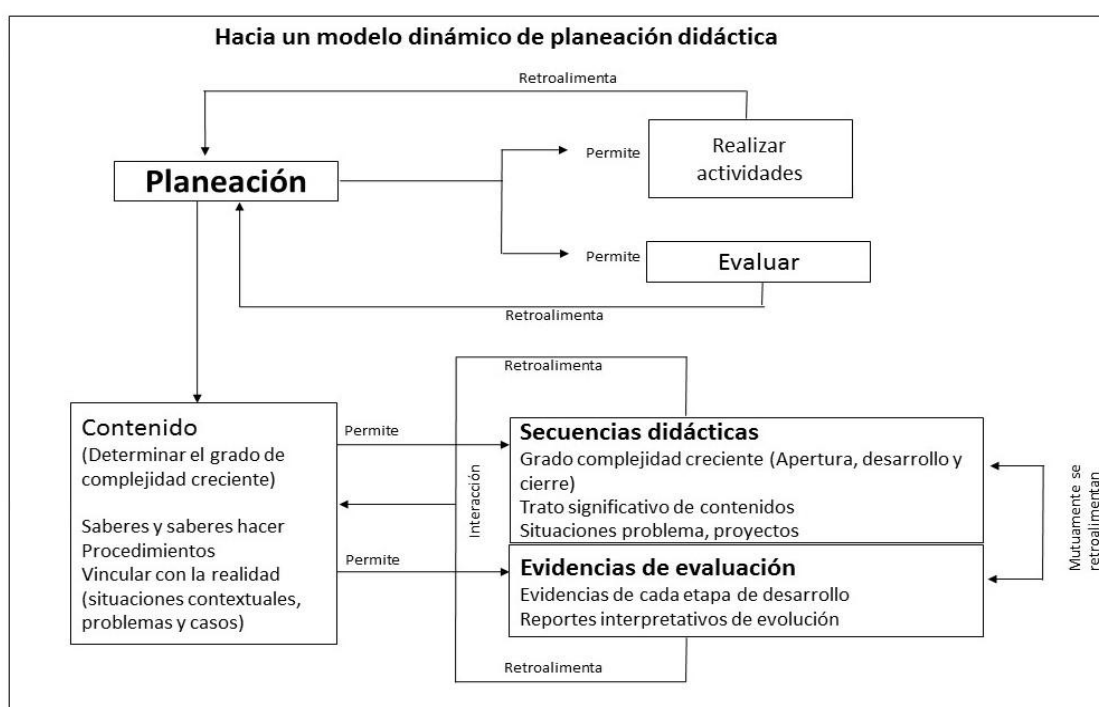 Hacia un modelo dinámico de planeación didáctica
Retroalimenta
Permite
Realizar
actividades
Planeación
Permite
Evaluar
Retroalimenta
Retroalimenta
Contenido
(Determinar el grado de
complejidad creciente)
Saberes y saberes hacer
Procedimientos
Vincular con la realidad
(situaciones contextuales,
problemas y casos)
Permite
Permite
Interacción
Secuencias didácticas
Grado complejidad creciente (Apertura, desarrollo y
cierre)
Trato significativo de contenidos
Situaciones problema, proyectos
Evidencias de evaluación
Evidencias de cada etapa de desarrollo
Reportes interpretativos de evolución
Mutuamente se
retroalimentan
Retroalimenta